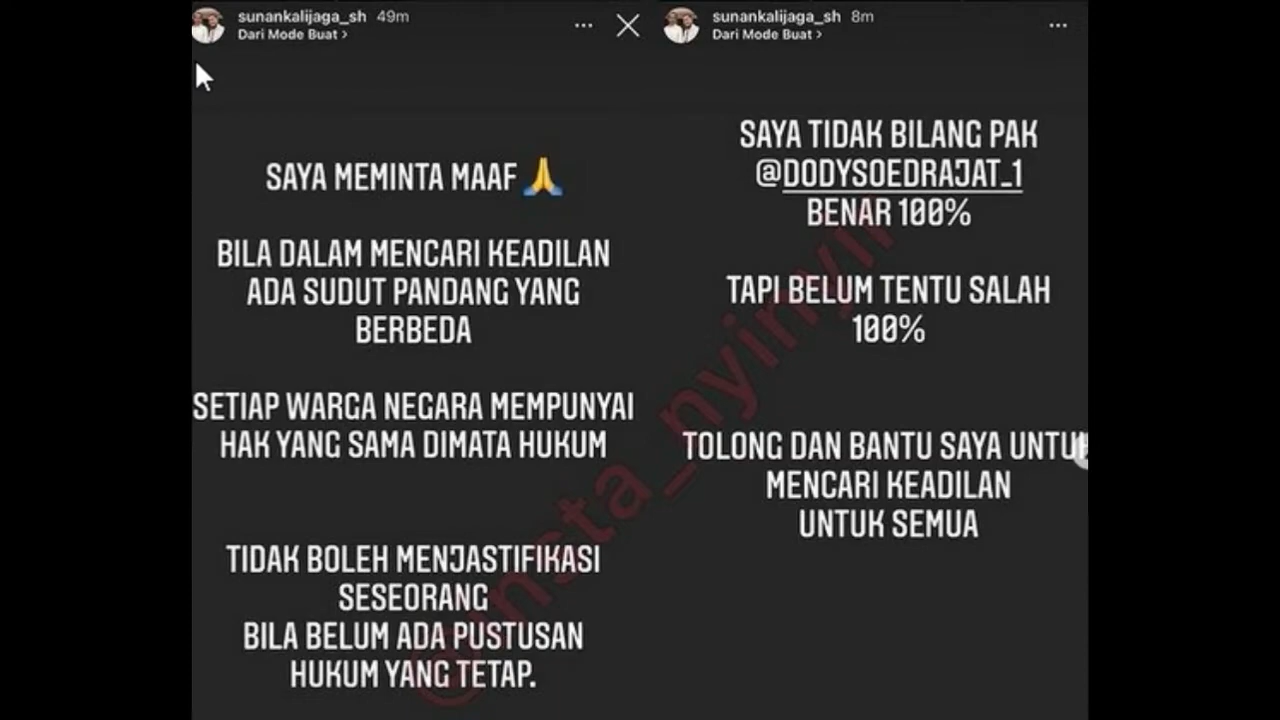 sunankalijaga_sh 49m
Dari Mode Buat >
SAYA MEMINTA MAAF 🙏
BILA DALAM MENCARI KEADILAN
ADA SUDUT PANDANG YANG
BERBEDA
SETIAP WARGA NEGARA MEMPUNYAI
HAK YANG SAMA DIMATA HUKUM
TIDAK BOLEH MENJASTIFIKASI
SESEORANG
BILA BELUM ADA PUSTUSAN
HUKUM YANG TETAP.
sunankalijaga_sh 8m
Dari Mode Buat >
SAYA TIDAK BILANG PAK
@DODYSOEDRAJAT_1
BENAR 100%
TAPI BELUM TENTU SALAH
100%
TOLONG DAN BANTU SAYA UNTUK
MENCARI KEADILAN
UNTUK SEMUA
@insta_nyinyir